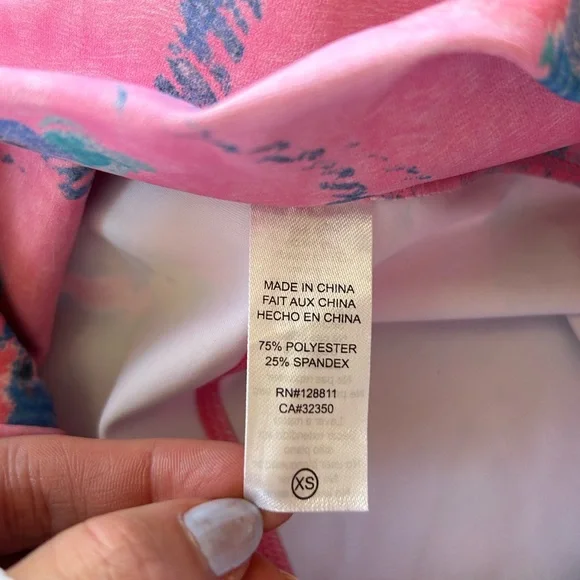 MADE IN CHINA
FAIT AUX CHINA
HECHO EN CHINA
75% POLYESTER
25% SPANDEX
RN#128811
CA#32350
XS